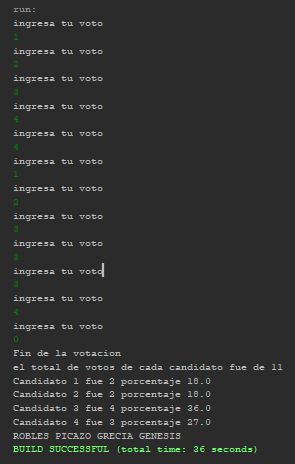 run:
ingresa tu voto
1
ingresa tu voto
2
ingresa tu voto
3
ingresa tu voto
4
ingresa tu voto
4
ingresa tu voto
1
ingresa tu voto
2
ingresa tu voto
3
ingresa tu voto
3
ingresa tu voto
3
ingresa tu voto
4
ingresa tu voto
0
Fin de la votacion
el total de votos de cada candidato fue de 11
Candidato 1 fue 2 porcentaje 18.0
Candidato 2 fue 2 porcentaje 18.0
Candidato 3 fue 4 porcentaje 36.0
Candidato 4 fue 3 porcentaje 27.0
ROBLES PICAZO GRECIA GENESIS
BUILD SUCCESSFUL (total time: 36 seconds)